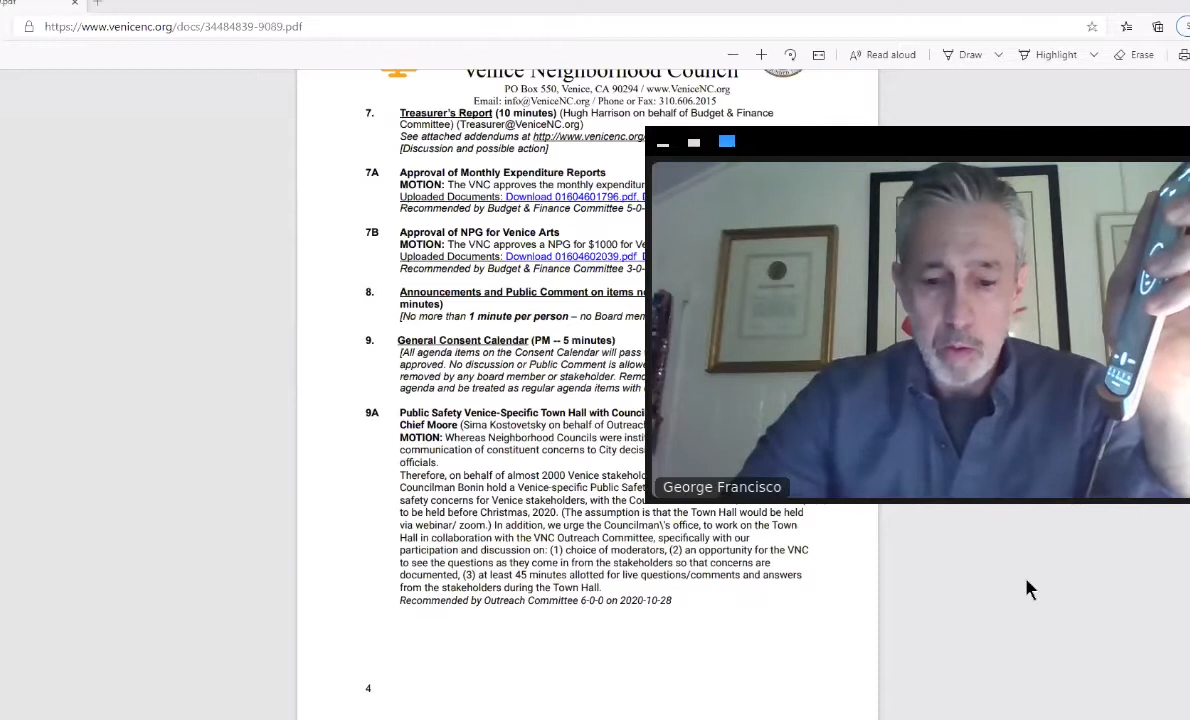 .pdf
https://www.venicenc.org/docs/34484839-9089.pdf
Read aloud
Draw
Highlight
Erase
Venice Neighborhood Council
PO Box 550, Venice, CA 90294 / www.VeniceNC.org
Email: info@VeniceNC.org / Phone or Fax: 310.606.2015
7. Treasurer's Report (10 minutes) (Hugh Harrison on behalf of Budget & Finance
Committee) (Treasurer@VeniceNC.org)
See attached addendums at http://www.venicenc.org/
[Discussion and possible action]
7A Approval of Monthly Expenditure Reports
MOTION: The VNC approves the monthly
Uploaded Documents: Download 01604601796.pdf,
Recommended by Budget & Finance Committee 5-0-
7B Approval of NPG for Venice Arts
MOTION: The VNC approves a NPG for $1000 for
Uploaded Documents: Download 01604602039.pdf
Recommended by Budget & Finance Committee 3-0-
8. Announcements and Public Comment on items
minutes)
[No more than 1 minute per person – no Board
9. General Consent Calendar (PM -- 5 minutes)
[All agenda items on the Consent Calendar will pass
approved. No discussion or Public Comment is
removed by any board member or stakeholder.
agenda and be treated as regular agenda items with
9A Public Safety Venice-Specific Town Hall with
Chief Moore (Sima Kostovetsky on behalf of
MOTION: Whereas Neighborhood Councils were
communication of constituent concerns to City
officials.
Therefore, on behalf of almost 2000 Venice
Councilman Bonin hold a Venice-specific Public
safety concerns for Venice stakeholders, with the
to be held before Christmas, 2020. (The assumption is that the Town Hall would be held
via webinar/ zoom.) In addition, we urge the Councilman\'s office, to work on the Town
Hall in collaboration with the VNC Outreach Committee, specifically with our
participation and discussion on: (1) choice of moderators, (2) an opportunity for the VNC
to see the questions as they come in from the stakeholders so that concerns are
documented, (3) at least 45 minutes allotted for live questions/comments and answers
from the stakeholders during the Town Hall.
Recommended by Outreach Committee 6-0-0 on 2020-10-28
4
George Francisco